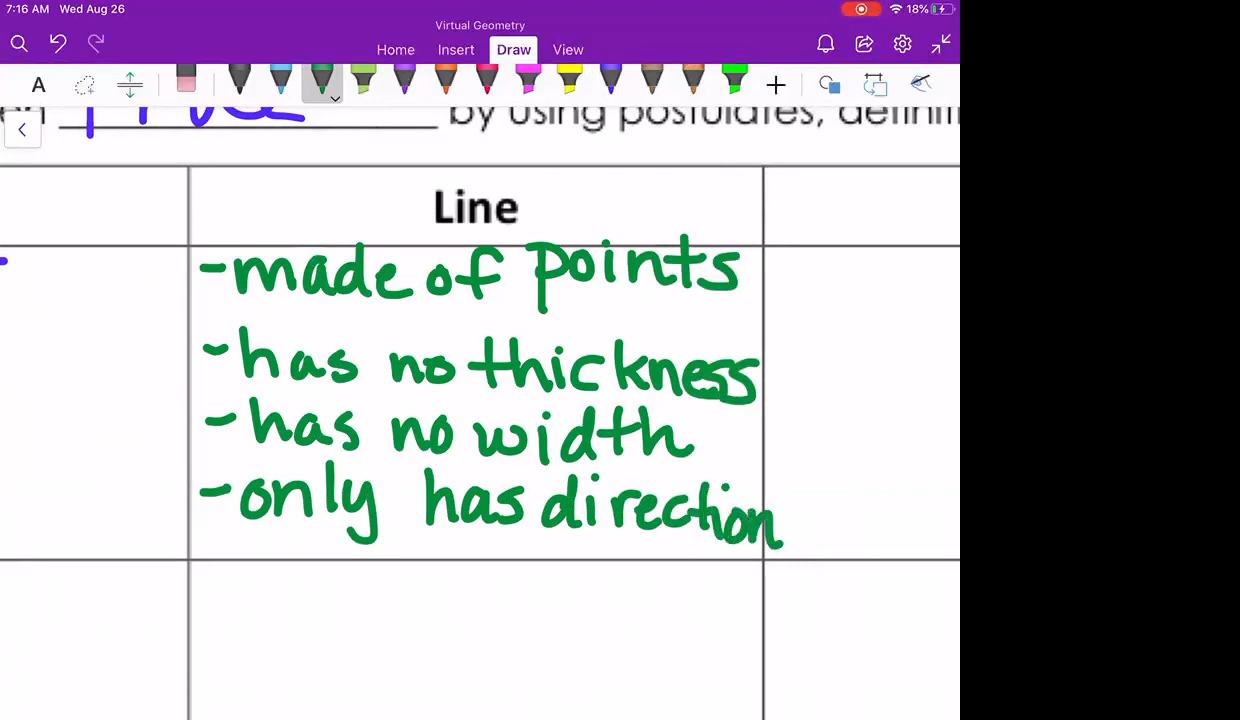 7:16 AM Wed Aug 26
18%
Virtual Geometry
Home Insert Draw View
A
by using postulates,
Line
-made of points
-has no thickness
-has no width
-only has direction